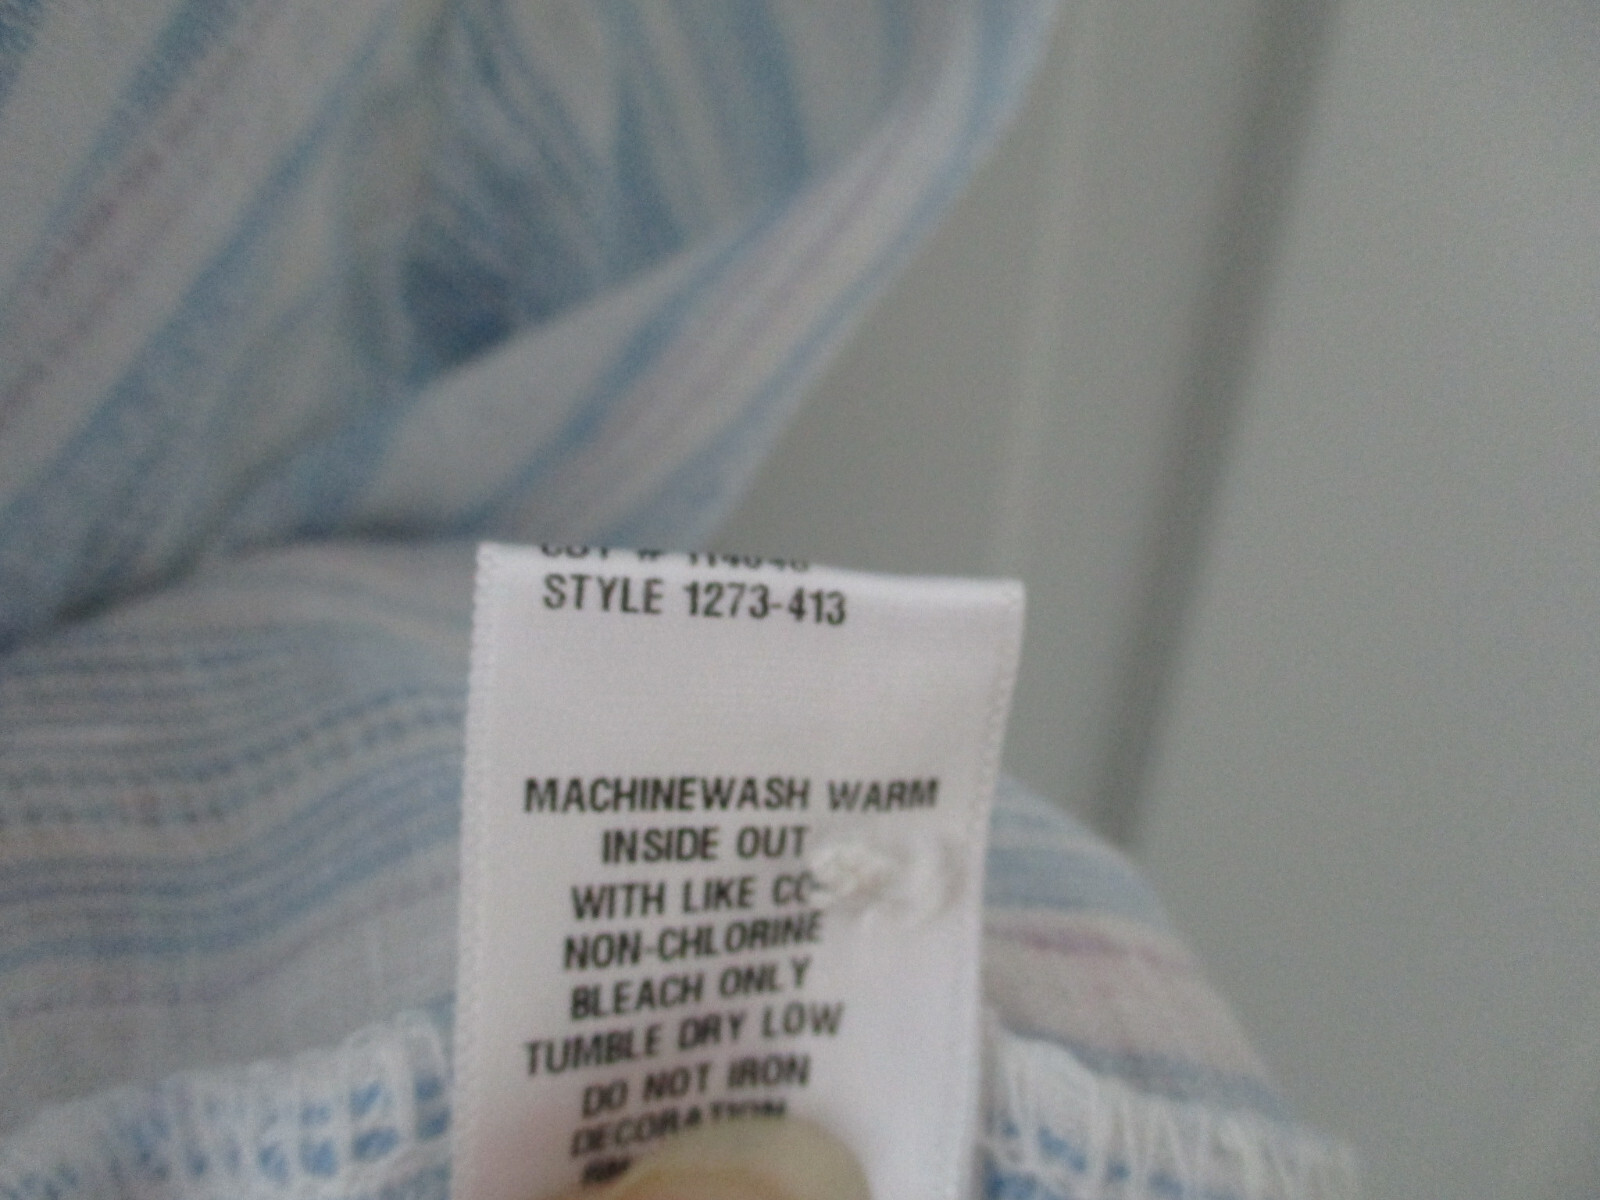 STYLE 1273-413
MACHINEWASH WARM
INSIDE OUT
WITH LIKE
NON-CHLORINE
BLEACH ONLY
TUMBLE DRY LOW
DO NOT IRON
DECORATION